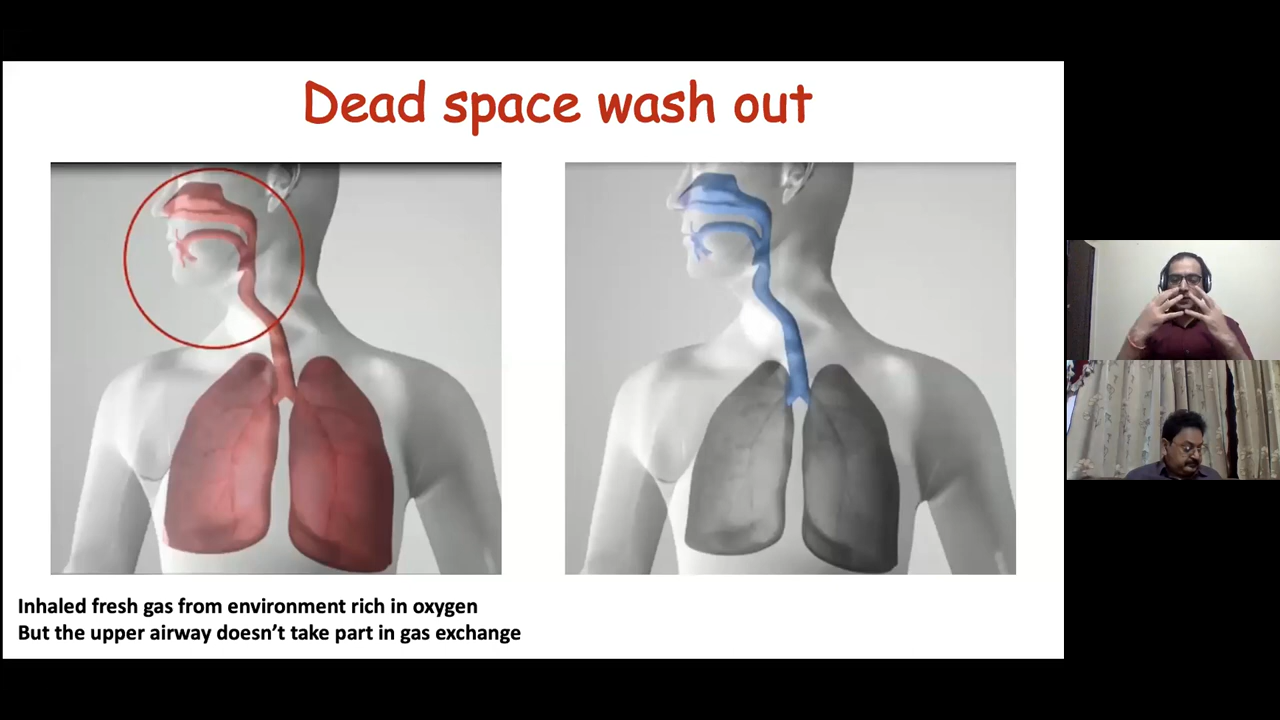 Dead space wash out
Inhaled fresh gas from environment rich in oxygen
But the upper airway doesn't take part in gas exchange